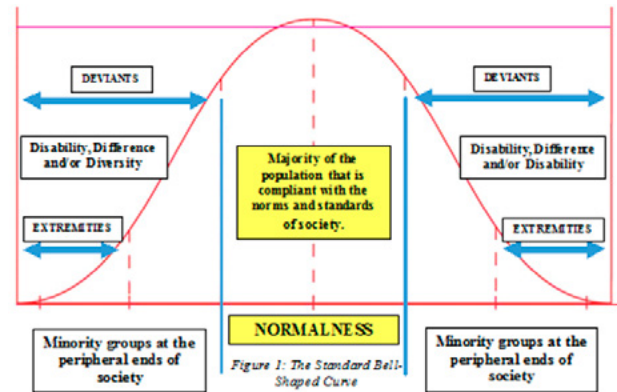 DEVIANTS
DEVIANTS
Disability, Difference
and/or Diversity
Majority of the
population that is
compliant with the
norms and standards
of society.
Disability, Difference
and/or Disability
EXTREMITIES
EXTREMITIES
Minority groups at the
peripheral ends of
society
NORMALNESS
Figure 1: The Standard Bell-
Shaped Curve
Minority groups at the
peripheral ends of
society